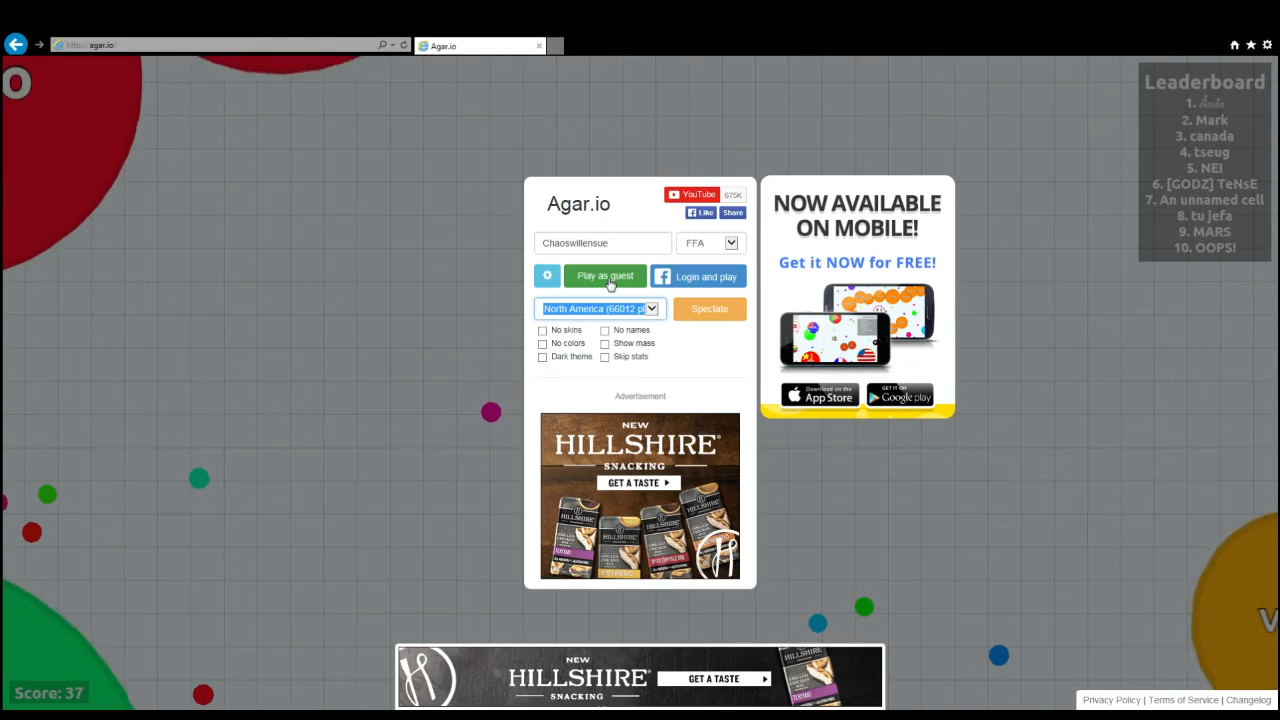 http://agar.io/
Agar.io
O
Leaderboard
2. Mark
3. canada
4. tseug
5. NEI
6. [GODZ] TeNsE
7. An unnamed cell
8. tu jefa
9. MARS
10. OOPS!
Agar.io
YouTube 675K
Like Share
Chaoswillensue
FFA
Play as guest
Login and play
North America (66012 pl
Spectate
No skins
No names
No colors
Show mass
Dark theme
Skip stats
Advertisement
NEW
HILLSHIRE®
SNACKING
GET A TASTE
TERIYAKI
NOW AVAILABLE
ON MOBILE!
Get it NOW for FREE!
Download on the
App Store
GET IT ON
Google play
V
NEW
HILLSHIRE®
SNACKING
GET A TASTE
Score: 37
Privacy Policy | Terms of Service | Changelog